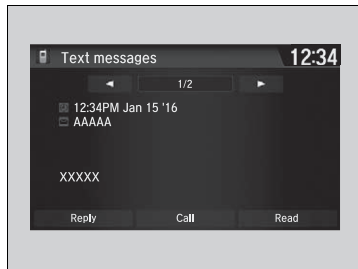 Text messages 12:34
1/2
12:34PM Jan 15 '16
AAAAA
XXXXX
Reply Call Read